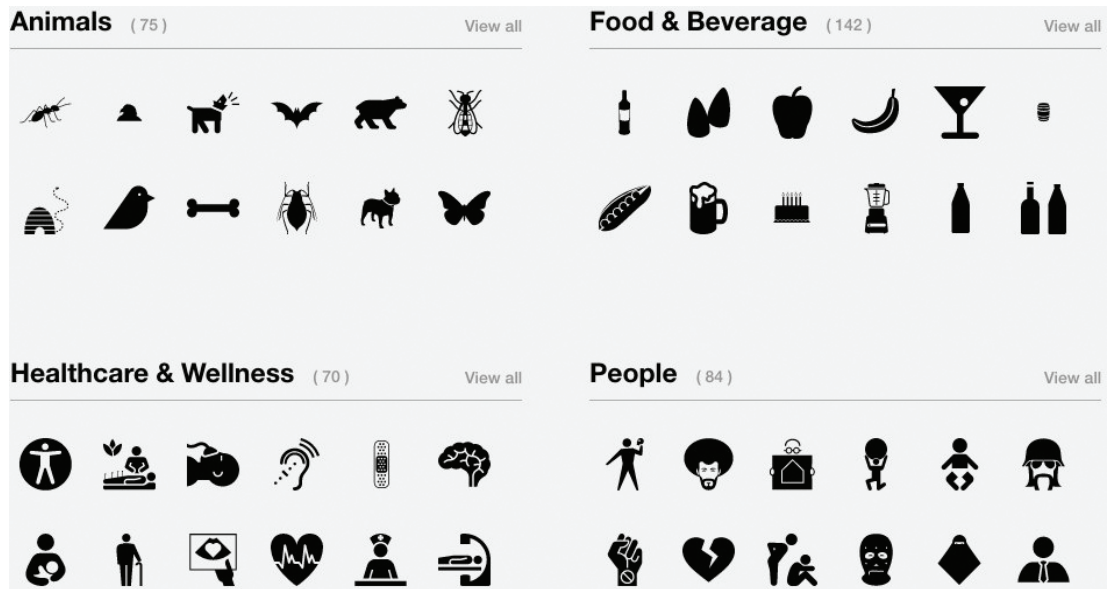 Animals ( 75 ) View all
Food & Beverage ( 142 ) View all
Healthcare & Wellness ( 70 ) View all
People ( 84 ) View all